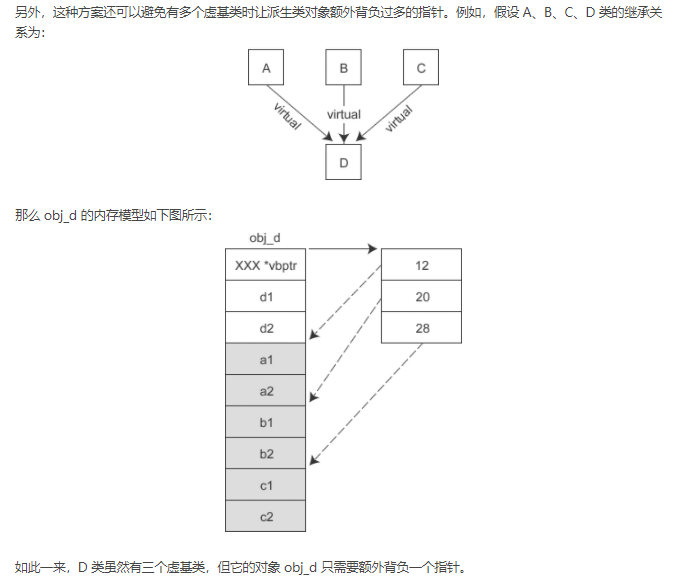 另外，这种方案还可以避免有多个虚基类时让派生类对象额外背负过多的指针。例如，假设 A、B、C、D 类的继承关
系为：
A
B
C
virtual
virtual
virtual
D
那么 obj_d 的内存模型如下图所示：
obj_d
XXX *vbptr
12
d1
20
d2
28
a1
a2
b1
b2
c1
c2
如此一来，D 类虽然有三个虚基类，但它的对象 obj_d 只需要额外背负一个指针。